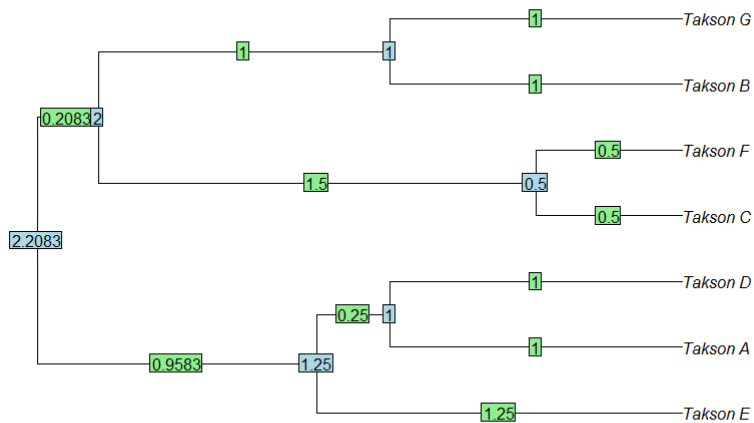 1 Takson G
1 1
1 Takson B
0.2083 2
0.5 Takson F
1.5 0.5
0.5 Takson C
2.2083
1 Takson D
0.25 1
1 Takson A
0.9583 1.25
1.25 Takson E